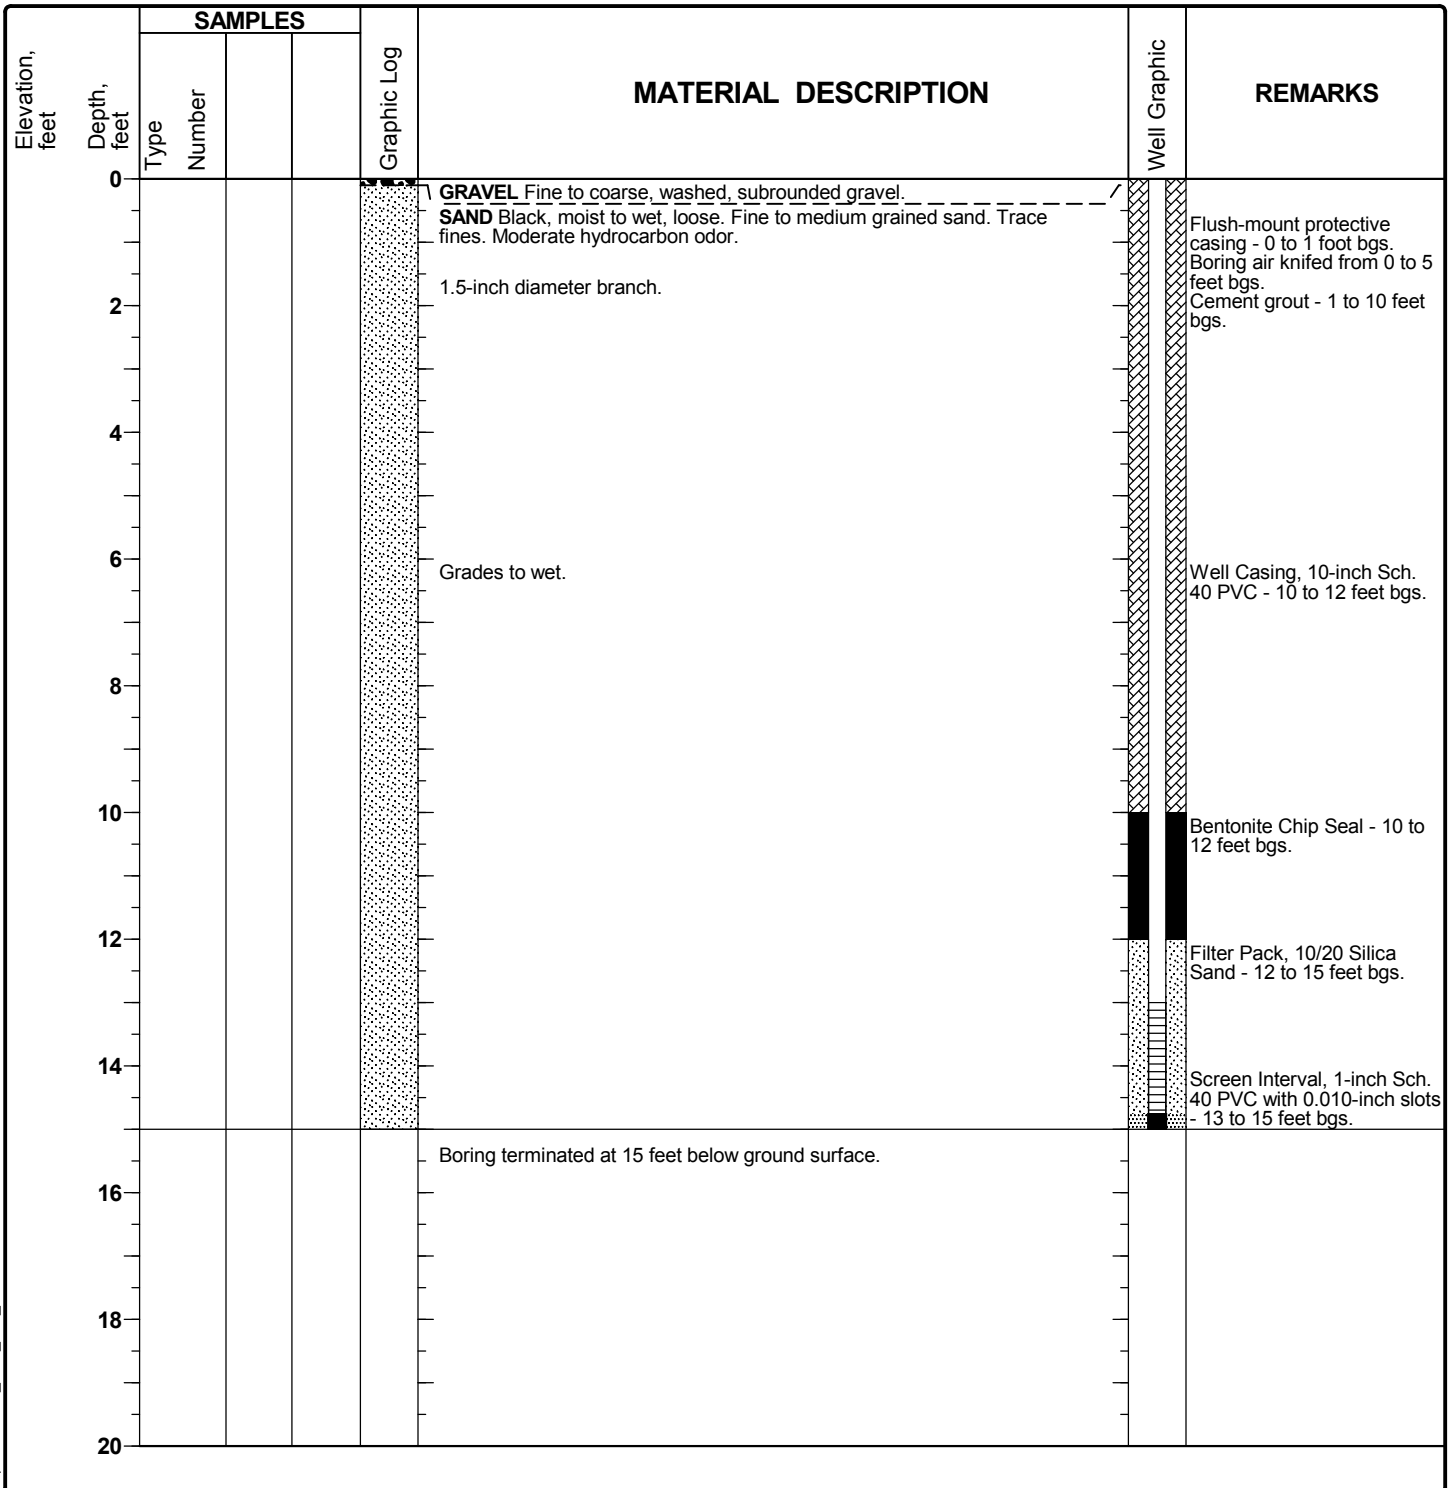 SAMPLES
Elevation,
feet
Depth,
feet
Type
Number
Graphic Log
MATERIAL DESCRIPTION
Well Graphic
REMARKS
0
GRAVEL Fine to coarse, washed, subrounded gravel.
SAND Black, moist to wet, loose. Fine to medium grained sand. Trace
fines. Moderate hydrocarbon odor.
Flush-mount protective
casing - 0 to 1 foot bgs.
Boring air knifed from 0 to 5
feet bgs.
Cement grout - 1 to 10 feet
bgs.
1.5-inch diameter branch.
2
4
6
Grades to wet.
Well Casing, 10-inch Sch.
40 PVC - 10 to 12 feet bgs.
8
10
Bentonite Chip Seal - 10 to
12 feet bgs.
12
Filter Pack, 10/20 Silica
Sand - 12 to 15 feet bgs.
14
Screen Interval, 1-inch Sch.
40 PVC with 0.010-inch slots
- 13 to 15 feet bgs.
Boring terminated at 15 feet below ground surface.
16
18
20